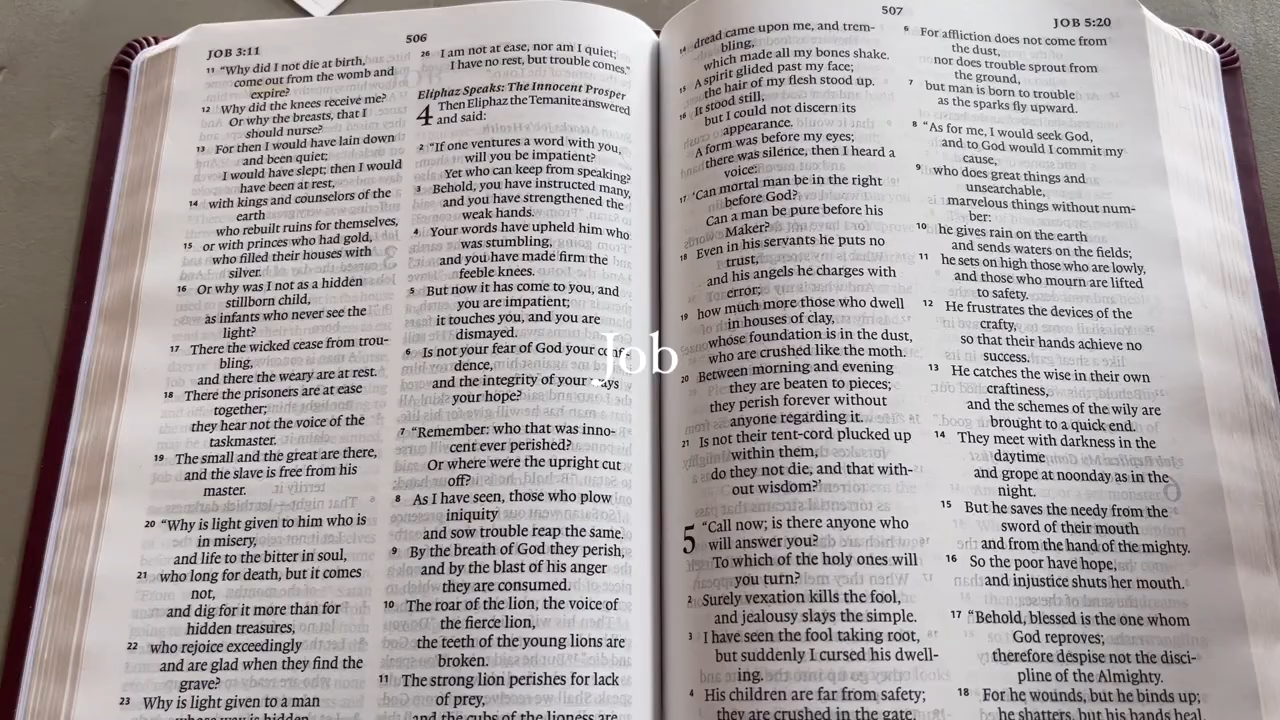 JOB 3:11
506
11 “Why did I not die at birth,
come out from the womb and
expire?
12 Why did the knees receive me?
Or why the breasts, that I
should nurse?
13 For then I would have lain down
and been quiet;
I would have slept; then I would
have been at rest,
14 with kings and counselors of the
earth
who rebuilt ruins for themselves,
15 or with princes who had gold,
who filled their houses with
silver.
16 Or why was I not as a hidden
stillborn child,
as infants who never see the
light?
17 There the wicked cease from trou-
bling,
and there the weary are at rest.
18 There the prisoners are at ease
together;
they hear not the voice of the
taskmaster.
19 The small and the great are there,
and the slave is free from his
master.
20 “Why is light given to him who is
in misery,
and life to the bitter in soul,
21 who long for death, but it comes
not,
and dig for it more than for
hidden treasures,
22 who rejoice exceedingly
and are glad when they find the
grave?
23 Why is light given to a man
whose way is hidden
26 I am not at ease, nor am I quiet;
I have no rest, but trouble comes.”
Eliphaz Speaks: The Innocent Prosper
4 Then Eliphaz the Temanite answered
and said:
2 “If one ventures a word with you,
will you be impatient?
Yet who can keep from speaking?
3 Behold, you have instructed many,
and you have strengthened the
weak hands.
4 Your words have upheld him who
was stumbling,
and you have made firm the
feeble knees.
5 But now it has come to you, and
you are impatient;
it touches you, and you are
dismayed.
6 Is not your fear of God your confi-
dence,
and the integrity of your ways
your hope?
7 “Remember: who that was inno-
cent ever perished?
Or where were the upright cut
off?
8 As I have seen, those who plow
iniquity
and sow trouble reap the same.
9 By the breath of God they perish,
and by the blast of his anger
they are consumed.
10 The roar of the lion, the voice of
the fierce lion,
the teeth of the young lions are
broken.
11 The strong lion perishes for lack
of prey,
and the cubs of the lioness are
Job
507
JOB 5:20
14 dread came upon me, and trem-
bling,
which made all my bones shake.
15 A spirit glided past my face;
the hair of my flesh stood up.
16 It stood still,
but I could not discern its
appearance.
A form was before my eyes;
there was silence, then I heard a
voice:
17 ‘Can mortal man be in the right
before God?
Can a man be pure before his
Maker?
18 Even in his servants he puts no
trust,
and his angels he charges with
error;
19 how much more those who dwell
in houses of clay,
whose foundation is in the dust,
who are crushed like the moth.
20 Between morning and evening
they are beaten to pieces;
they perish forever without
anyone regarding it.
21 Is not their tent-cord plucked up
within them,
do they not die, and that with-
out wisdom?’
5 “Call now; is there anyone who
will answer you?
To which of the holy ones will
you turn?
2 Surely vexation kills the fool,
and jealousy slays the simple.
3 I have seen the fool taking root,
but suddenly I cursed his dwell-
ing.
4 His children are far from safety;
they are crushed in the gate,
6 For affliction does not come from
the dust,
nor does trouble sprout from
the ground,
7 but man is born to trouble
as the sparks fly upward.
8 “As for me, I would seek God,
and to God would I commit my
cause,
9 who does great things and
unsearchable,
marvelous things without num-
ber:
10 he gives rain on the earth
and sends waters on the fields;
11 he sets on high those who are lowly,
and those who mourn are lifted
to safety.
12 He frustrates the devices of the
crafty,
so that their hands achieve no
success.
13 He catches the wise in their own
craftiness,
and the schemes of the wily are
brought to a quick end.
14 They meet with darkness in the
daytime
and grope at noonday as in the
night.
15 But he saves the needy from the
sword of their mouth
and from the hand of the mighty.
16 So the poor have hope,
and injustice shuts her mouth.
17 “Behold, blessed is the one whom
God reproves;
therefore despise not the disci-
pline of the Almighty.
18 For he wounds, but he binds up;
he shatters, but his hands heal